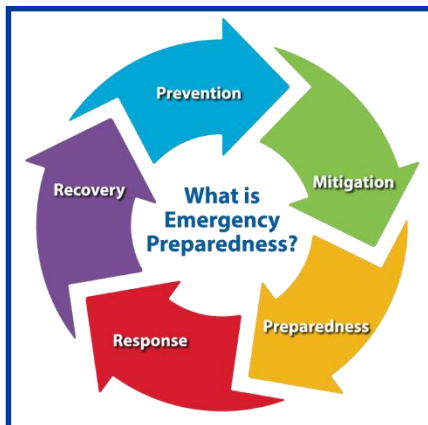 Prevention
Mitigation
Recovery
What is
Emergency
Preparedness?
Preparedness
Response